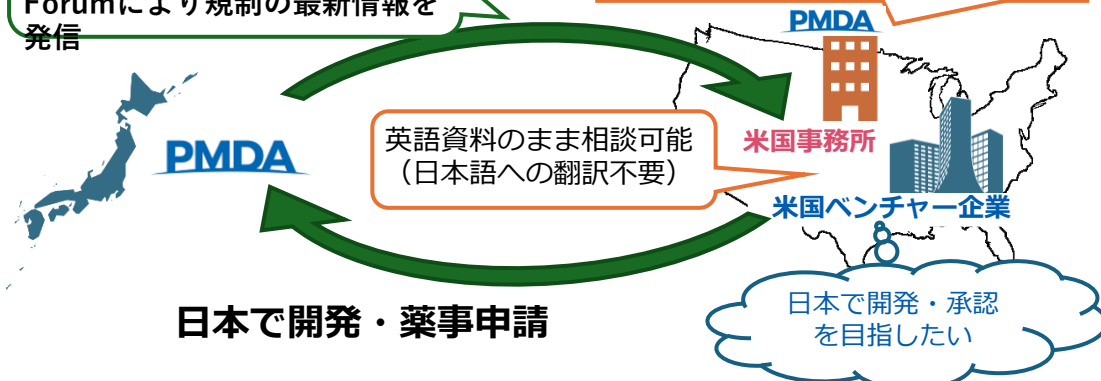 Forumにより規制の最新情報を
発信
PMDA
PMDA
英語資料のまま相談可能
（日本語への翻訳不要）
米国事務所
米国ベンチャー企業
日本で開発・薬事申請
日本で開発・承認
を目指したい